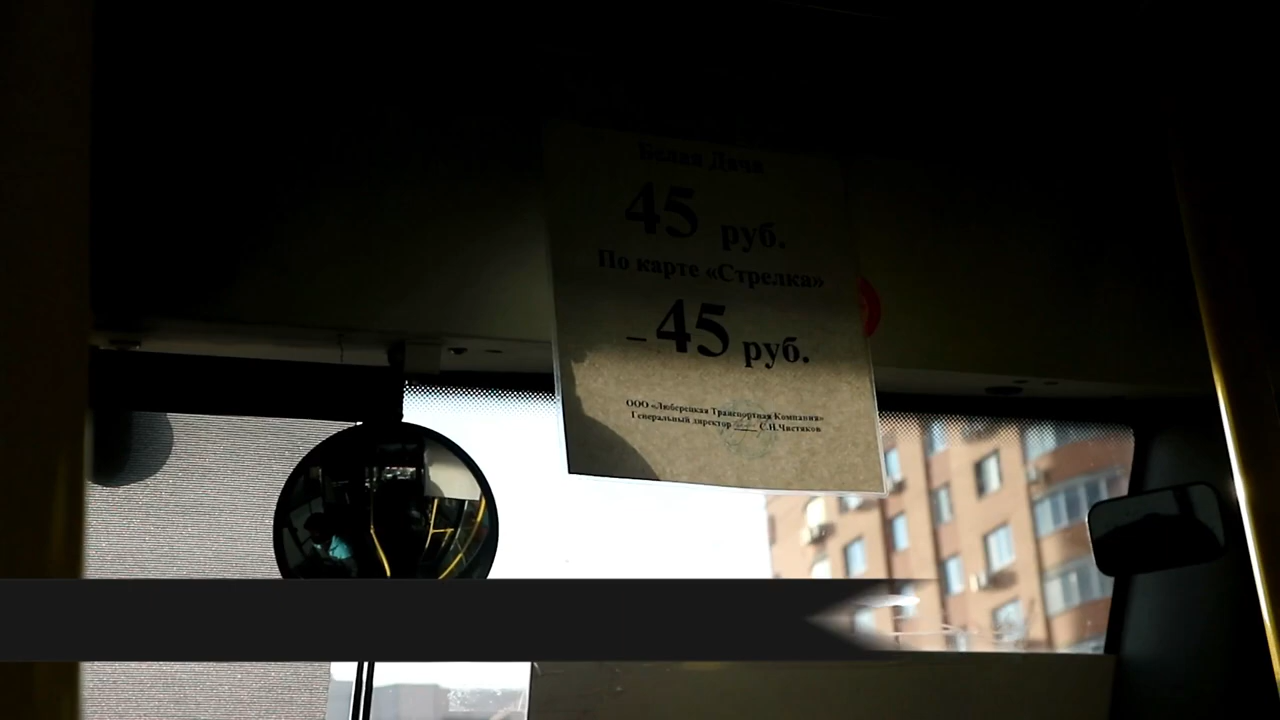 Белая Дача
45 руб.
По карте «Стрелка»
– 45 руб.
ООО «Люберецкая Транспортная Компания»
Генеральный директор С.Н.Чистяков